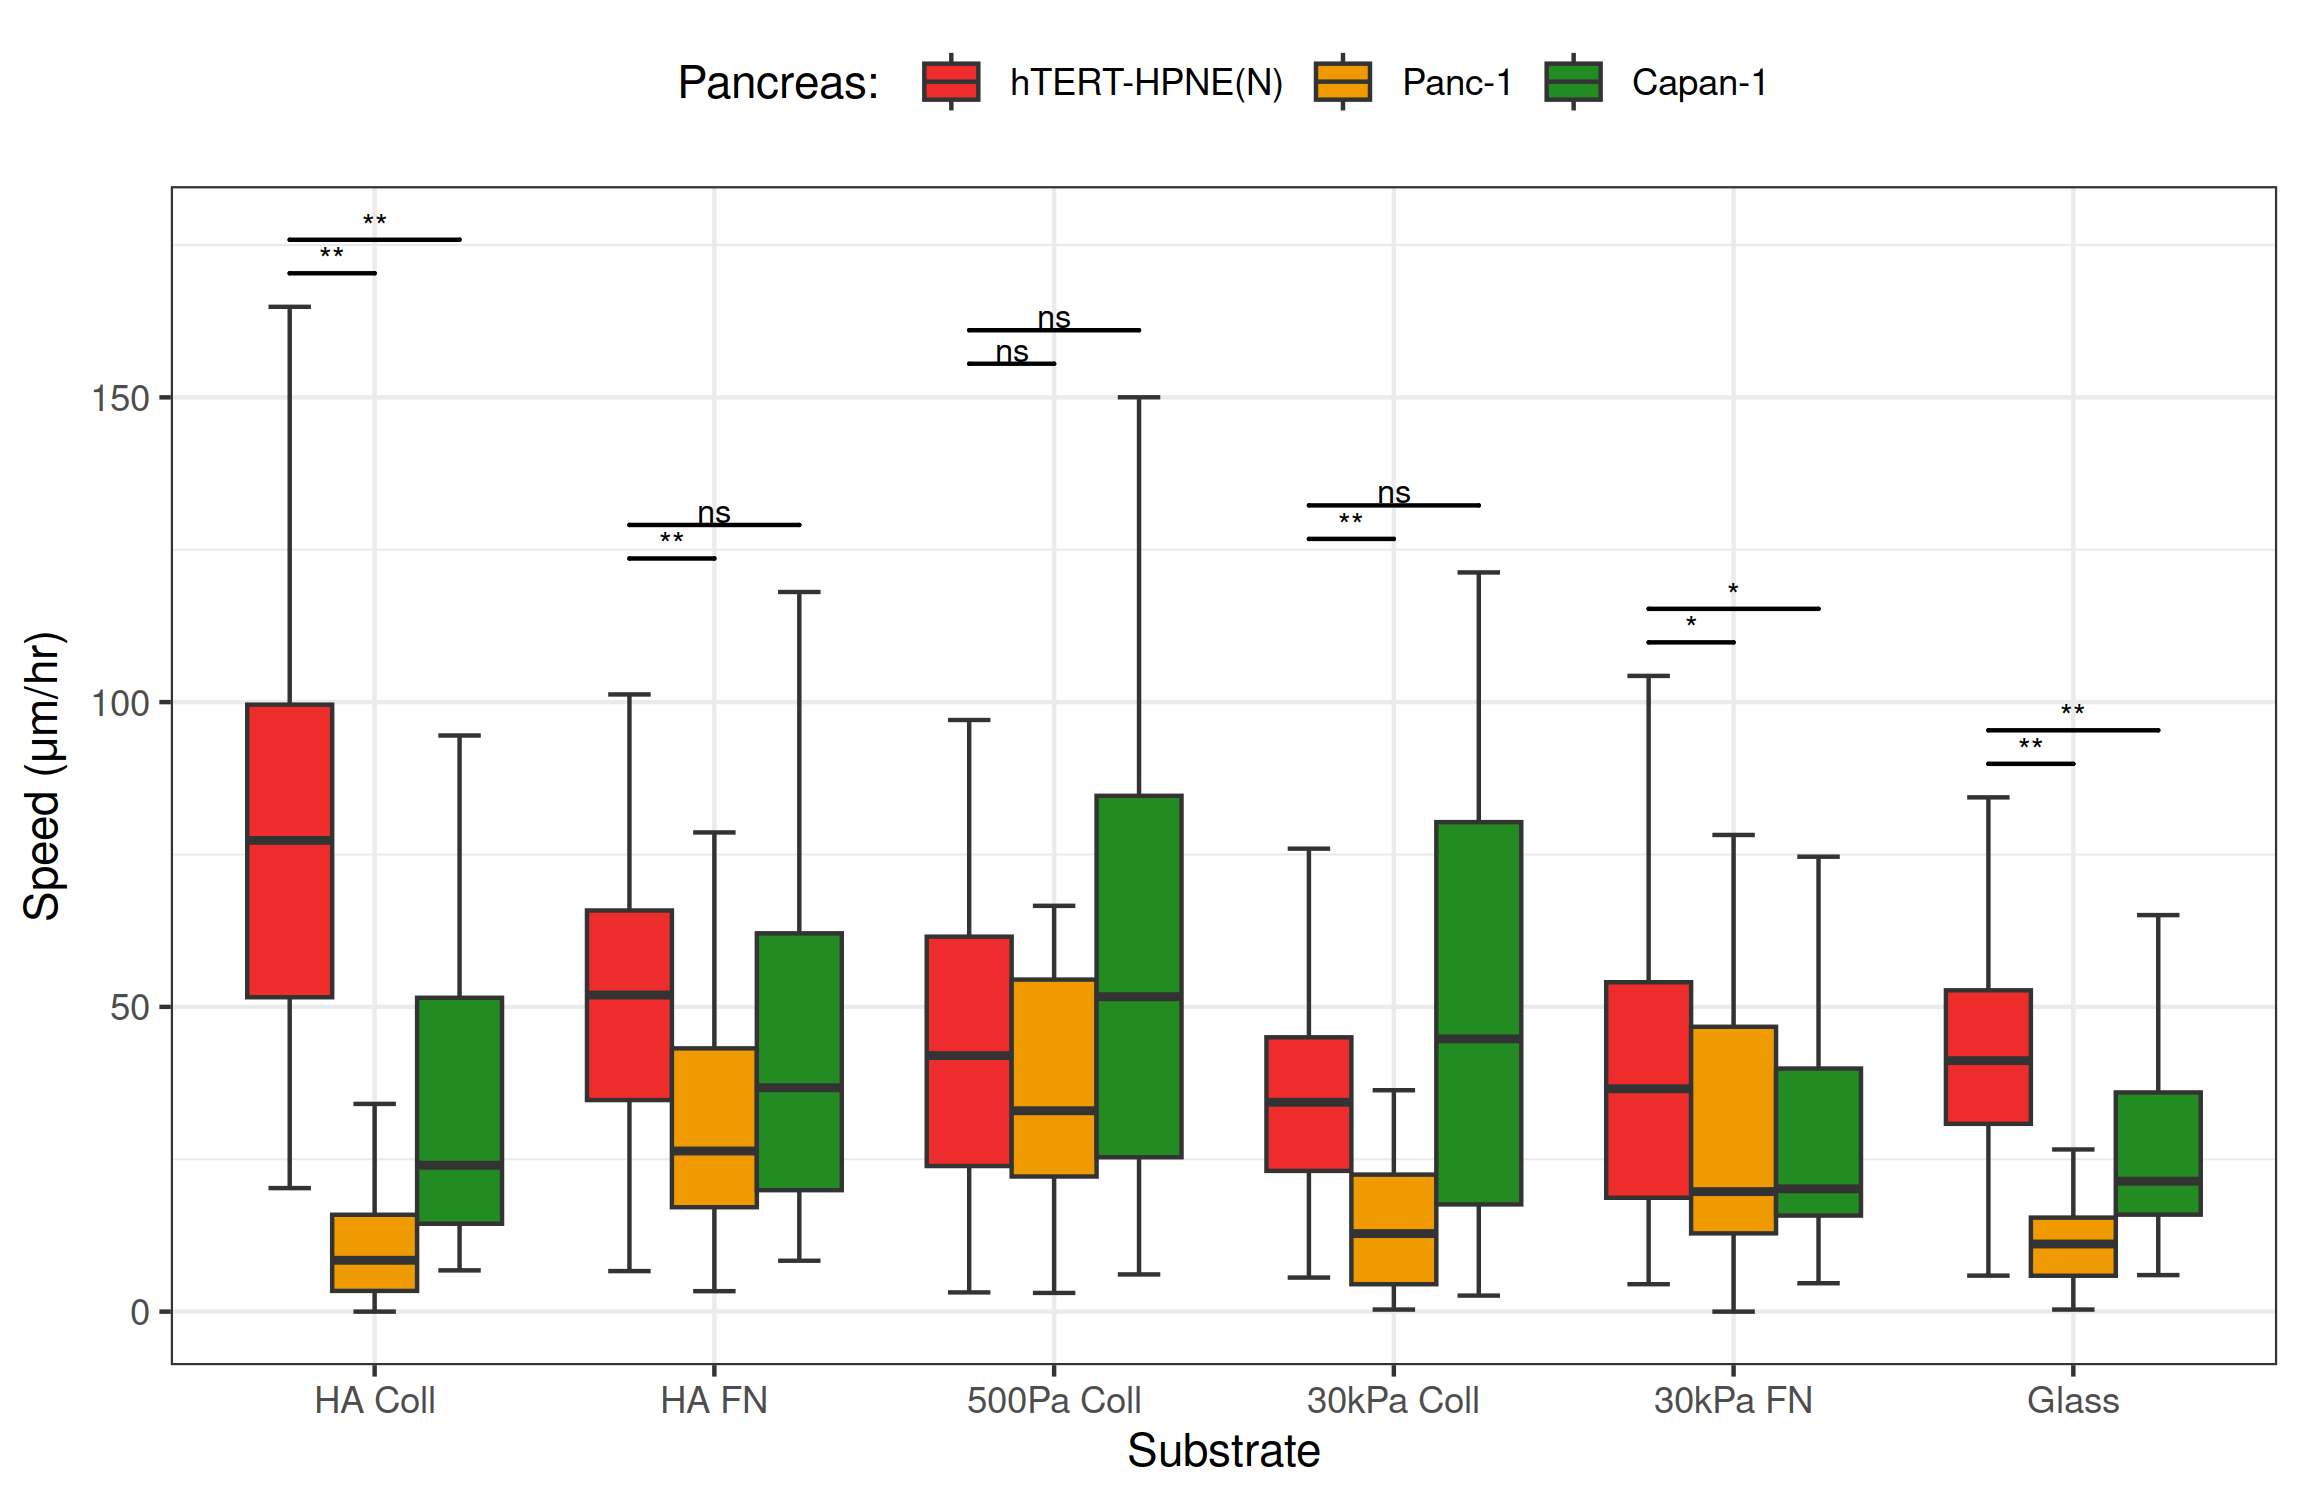 Pancreas: hTERT-HPNE(N) Panc-1 Capan-1
**
**
ns
ns
ns
**
ns
**
*
*
**
**
150
100
50
0
Speed (μm/hr)
HA Coll HA FN 500Pa Coll 30kPa Coll 30kPa FN Glass
Substrate